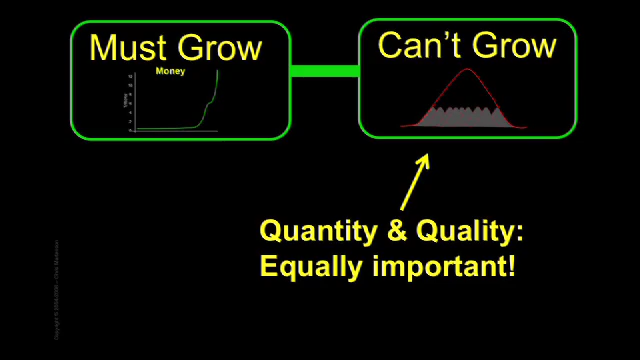 Must Grow
Can't Grow
Money
Quantity & Quality:
Equally important!